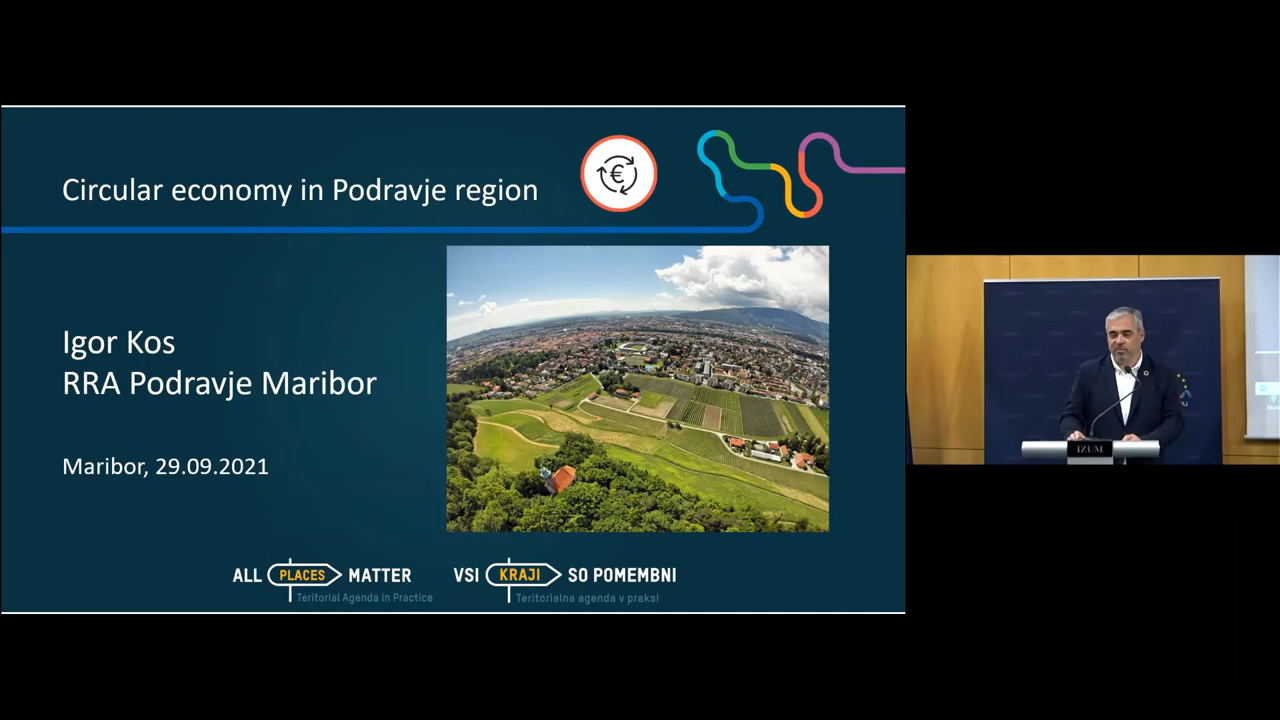 Circular economy in Podravje region
€
Igor Kos
RRA Podravje Maribor
Maribor, 29.09.2021
ALL PLACES MATTER
Teritorial Agenda in Practice
VSI KRAJI SO POMEMBNI
Teritorialna agenda v praksi
IZUM